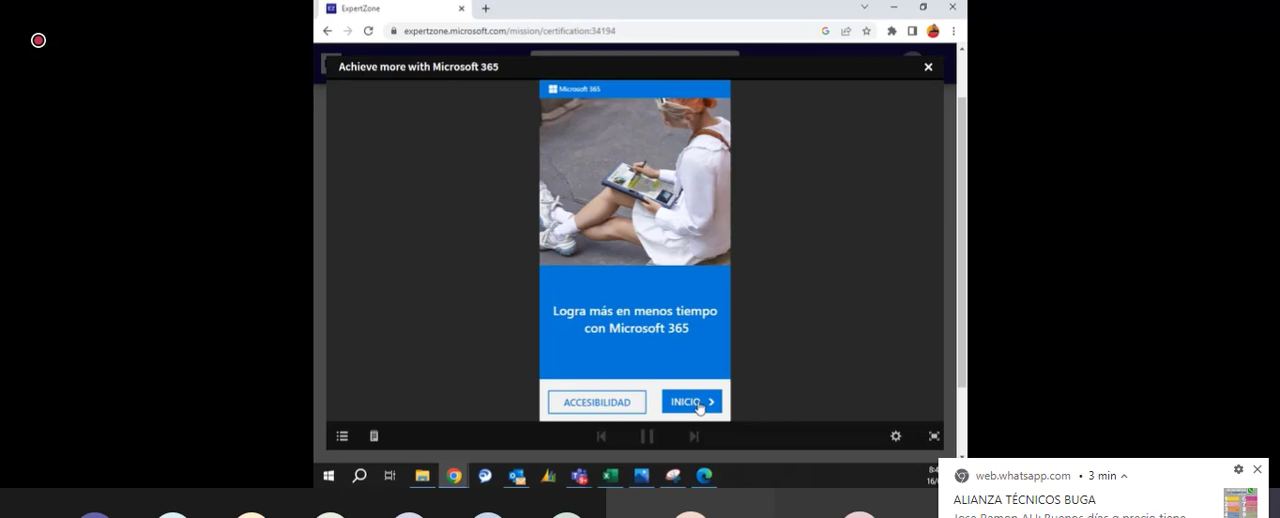 ExpertZone
expertzone.microsoft.com/mission/certification:34194
Achieve more with Microsoft 365
Microsoft 365
Logra más en menos tiempo
con Microsoft 365
ACCESIBILIDAD
INICIO
web.whatsapp.com • 3 min
ALIANZA TÉCNICOS BUGA